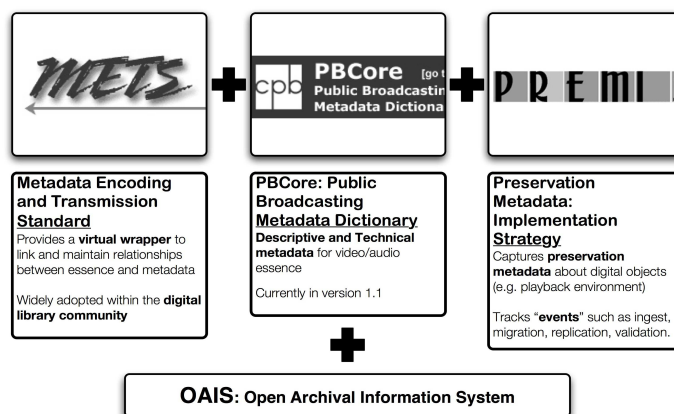 METS
cpb
PBCore [go t
Public Broadcastin
Metadata Dictiona
PREMI
Metadata Encoding
and Transmission
Standard
Provides a virtual wrapper to
link and maintain relationships
between essence and metadata
Widely adopted within the digital
library community
PBCore: Public
Broadcasting
Metadata Dictionary
Descriptive and Technical
metadata for video/audio
essence
Currently in version 1.1
Preservation
Metadata:
Implementation
Strategy
Captures preservation
metadata about digital objects
(e.g. playback environment)
Tracks “events” such as ingest,
migration, replication, validation.
OAIS: Open Archival Information System